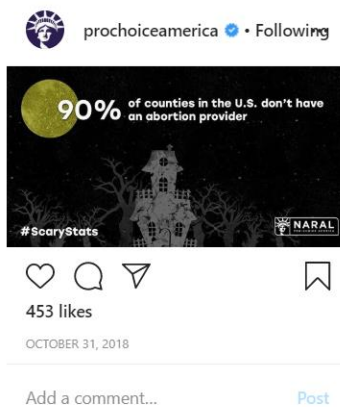 prochoiceamerica • Following
90% of counties in the U.S. don't have
an abortion provider
#ScaryStats
NARAL
453 likes
OCTOBER 31, 2018
Add a comment... Post